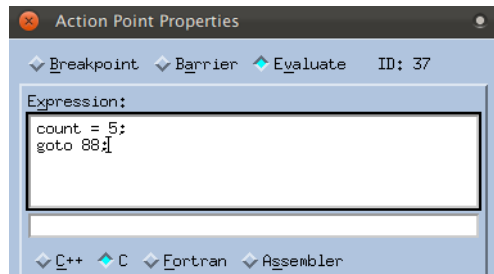 Action Point Properties
Breakpoint Barrier Evaluate ID: 37
Expression:
count = 5;
goto 88;
C++ C Fortran Assembler